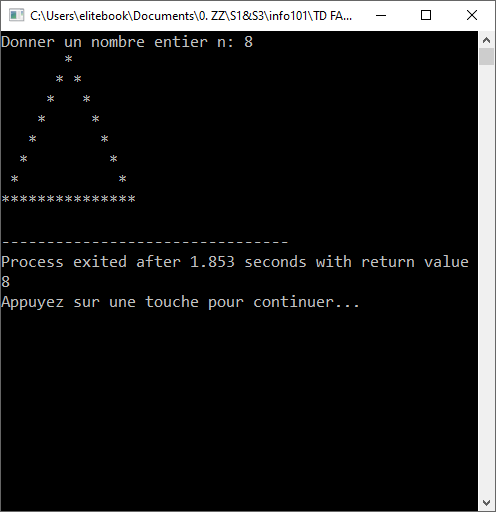 C:\Users\elitebook\Documents\0. ZZ\S1&S3\info101\TD FA...
Donner un nombre entier n: 8
       *
      * *
     *   *
    *     *
   *       *
  *         *
 *           *
***************
--------------------------------
Process exited after 1.853 seconds with return value
8
Appuyez sur une touche pour continuer...